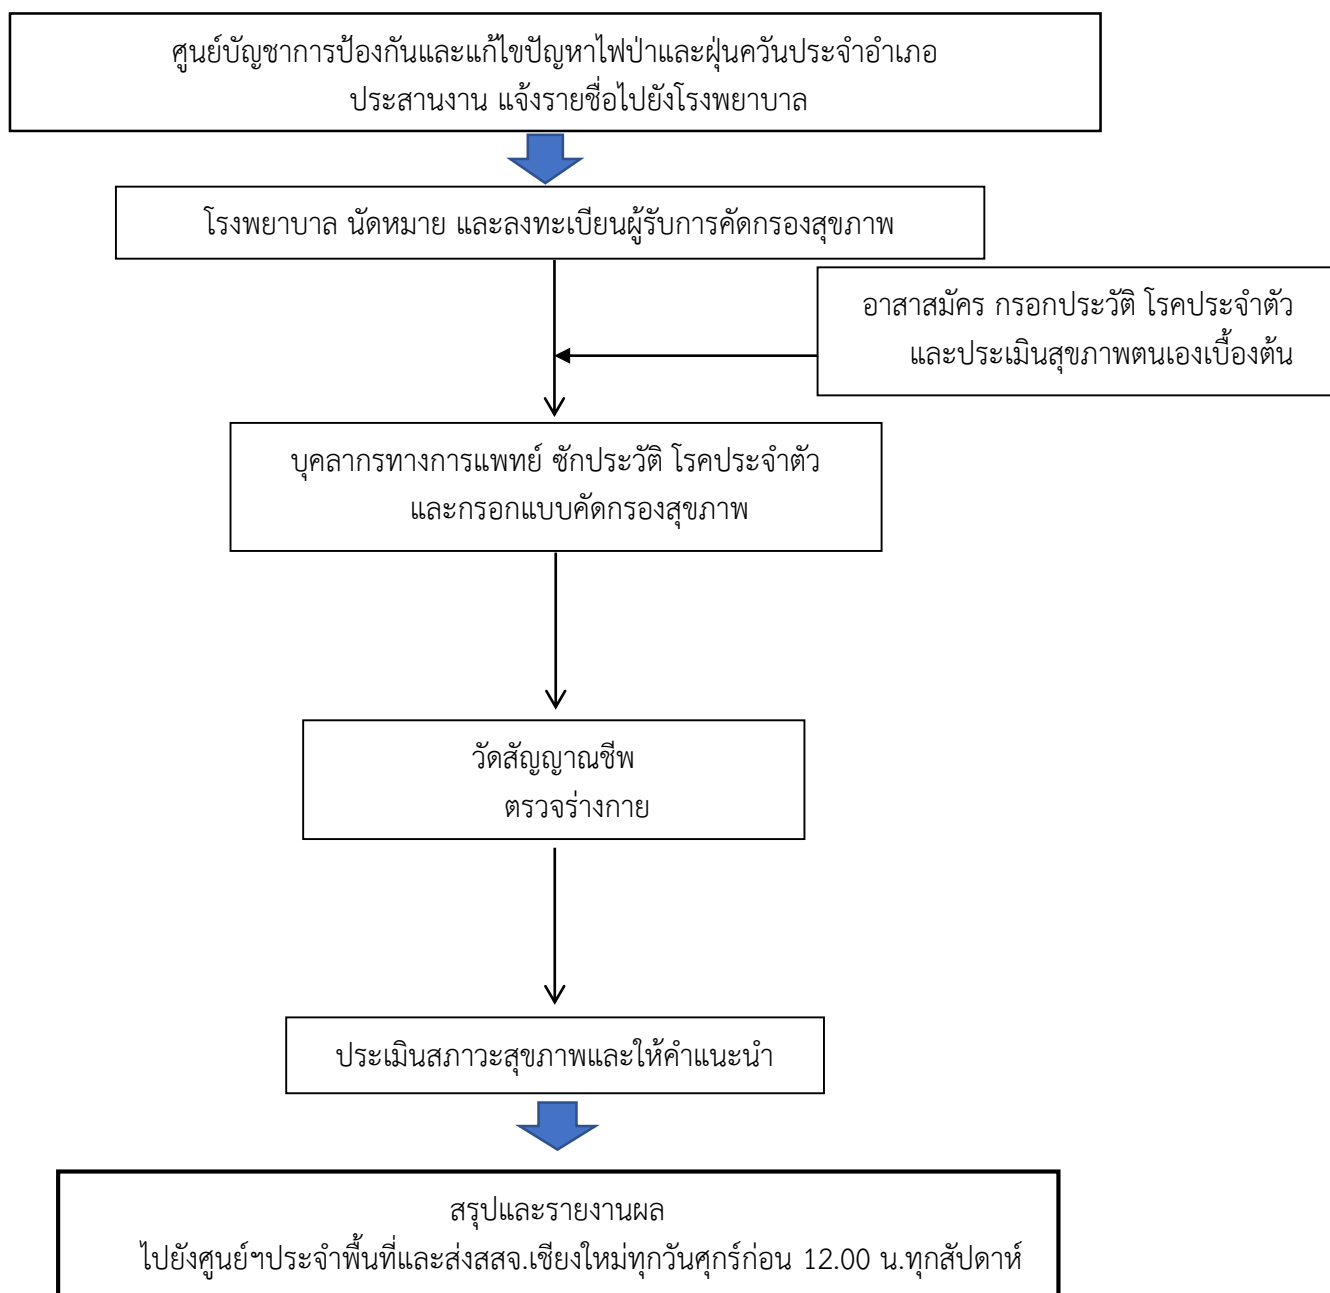 ศูนย์บัญชาการป้องกันและแก้ไขปัญหาไฟป่าและฝุ่นควันประจำอำเภอ
ประสานงาน แจ้งรายชื่อไปยังโรงพยาบาล
โรงพยาบาล นัดหมาย และลงทะเบียนผู้รับการคัดกรองสุขภาพ
อาสาสมัคร กรอกประวัติ โรคประจำตัว
และประเมินสุขภาพตนเองเบื้องต้น
บุคลากรทางการแพทย์ ซักประวัติ โรคประจำตัว
และกรอกแบบคัดกรองสุขภาพ
วัดสัญญาณชีพ
ตรวจร่างกาย
ประเมินสภาวะสุขภาพและให้คำแนะนำ
สรุปและรายงานผล
ไปยังศูนย์ฯประจำพื้นที่และส่งสสจ.เชียงใหม่ทุกวันศุกร์ก่อน 12.00 น.ทุกสัปดาห์